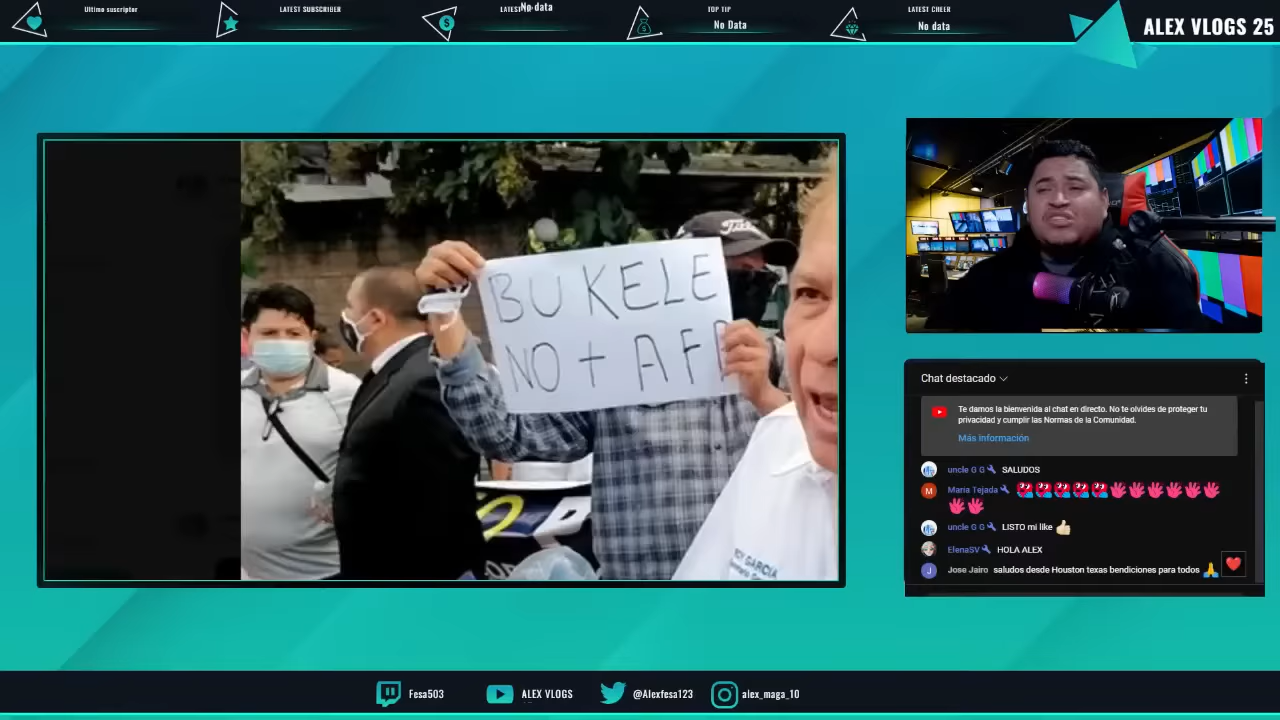 Ultimo suscriptor
LATEST SUBSCRIBER
LATEST
No data
TOP TIP
No Data
LATEST CHEER
No data
ALEX VLOGS 25
BUKELE
NO + AF
GARCIA
Chat destacado
Te damos la bienvenida al chat en directo. No te olvides de proteger tu
privacidad y cumplir las Normas de la Comunidad.
Más información
uncle G G SALUDOS
Maria Tejada
uncle G G LISTO mi like 👍🏻
ElenaSV HOLA ALEX
Jose Jairo saludos desde Houston texas bendiciones para todos 🙏
Fesa503
ALEX VLOGS
@Alexfesa123
alex_maga_10